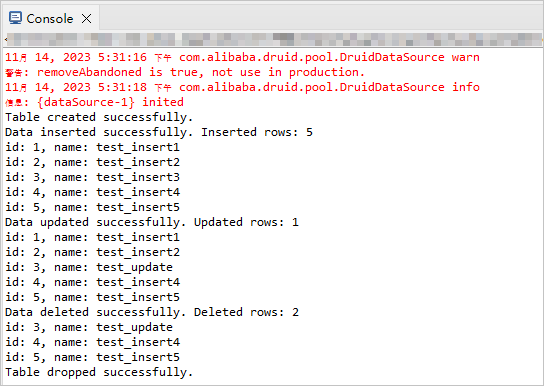 Console
11月 14, 2023 5:31:16 下午 com.alibaba.druid.pool.DruidDataSource warn
警告: removeAbandoned is true, not use in production.
11月 14, 2023 5:31:18 下午 com.alibaba.druid.pool.DruidDataSource info
信息: {dataSource-1} inited
Table created successfully.
Data inserted successfully. Inserted rows: 5
id: 1, name: test_insert1
id: 2, name: test_insert2
id: 3, name: test_insert3
id: 4, name: test_insert4
id: 5, name: test_insert5
Data updated successfully. Updated rows: 1
id: 1, name: test_insert1
id: 2, name: test_insert2
id: 3, name: test_update
id: 4, name: test_insert4
id: 5, name: test_insert5
Data deleted successfully. Deleted rows: 2
id: 3, name: test_update
id: 4, name: test_insert4
id: 5, name: test_insert5
Table dropped successfully.